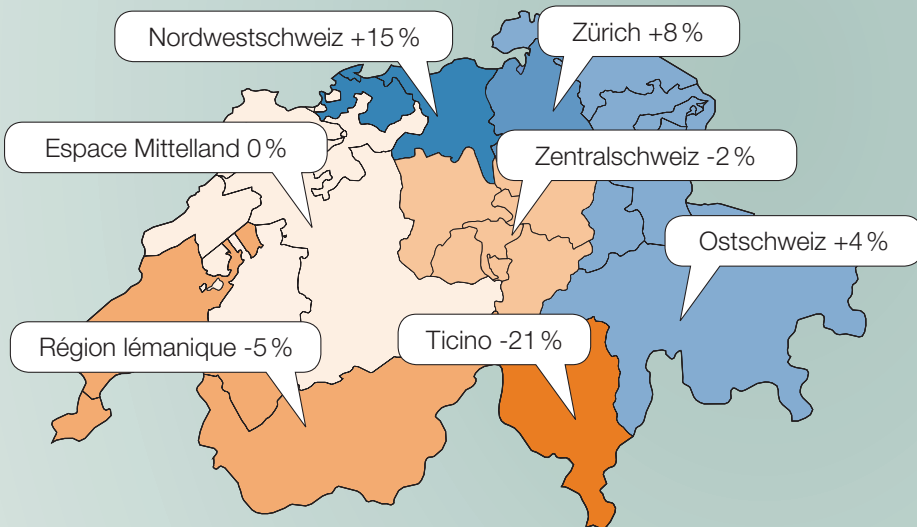 Nordwestschweiz +15 %
Zürich +8 %
Espace Mittelland 0 %
Zentralschweiz -2 %
Ostschweiz +4 %
Région lémanique -5 %
Ticino -21 %